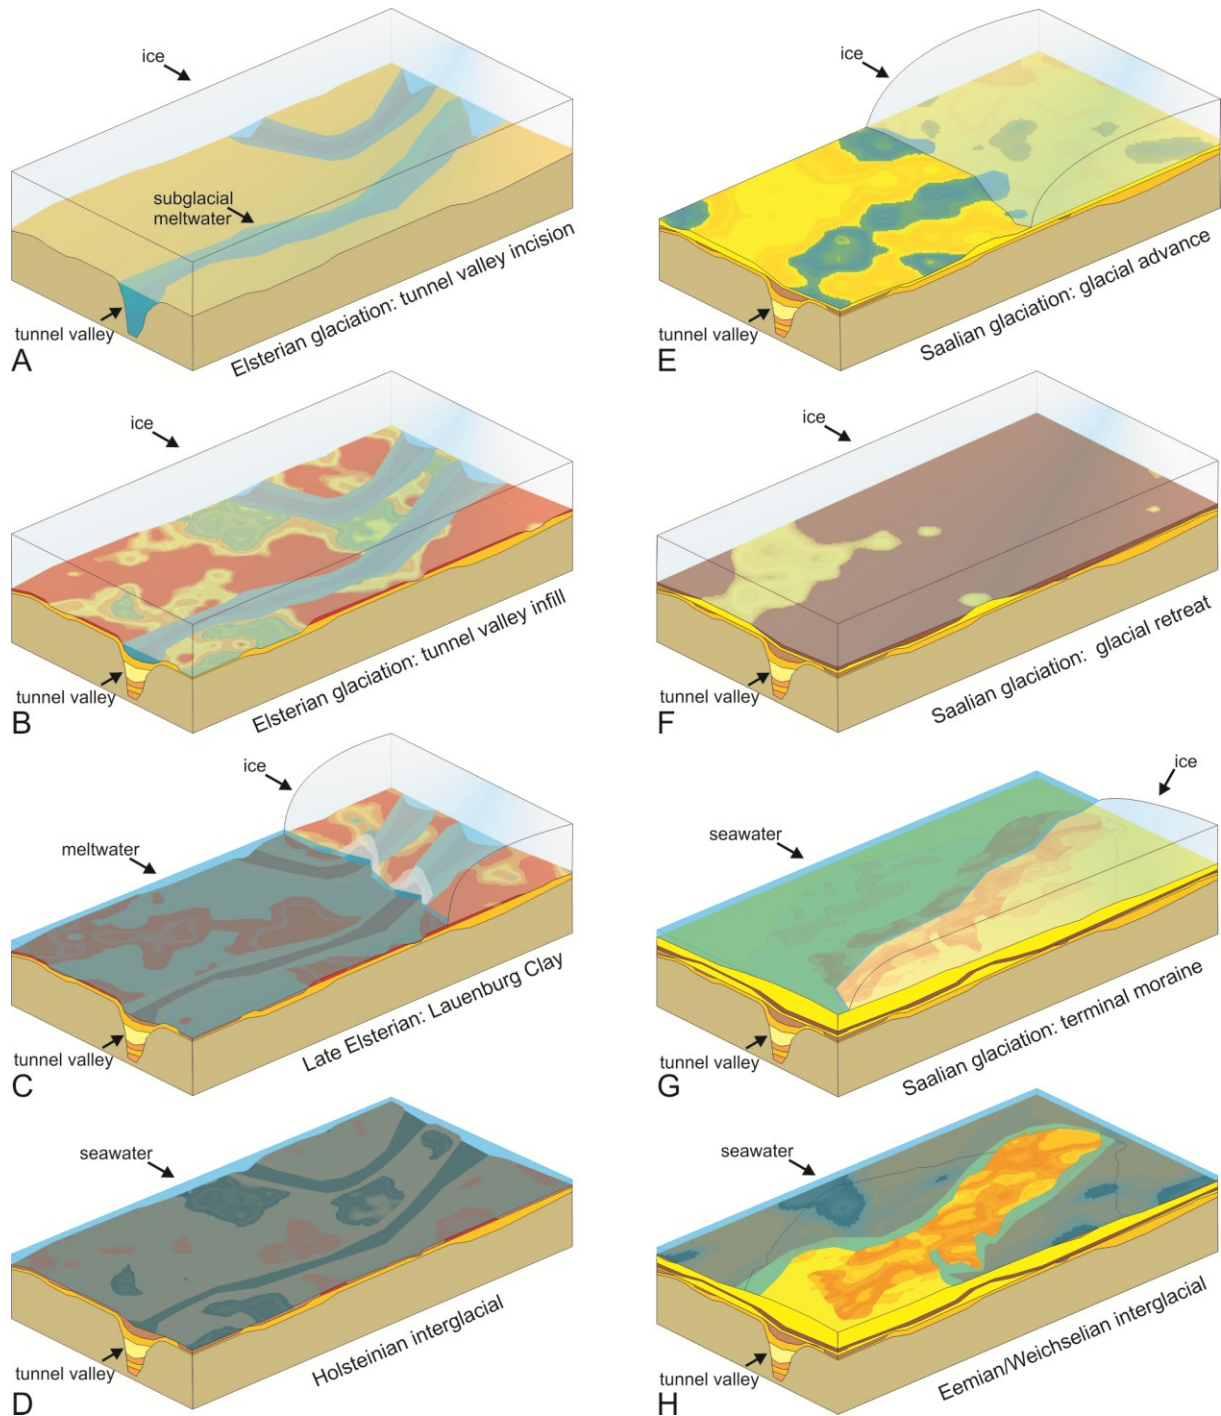 ice
subglacial
meltwater
tunnel valley
Elsterian glaciation: tunnel valley incision
A
ice
tunnel valley
Elsterian glaciation: tunnel valley infill
B
ice
meltwater
tunnel valley
Late Elsterian: Lauenburg Clay
C
seawater
tunnel valley
Holsteinian interglacial
D
ice
tunnel valley
Saalian glaciation: glacial advance
E
ice
tunnel valley
Saalian glaciation: glacial retreat
F
ice
seawater
tunnel valley
Saalian glaciation: terminal moraine
G
seawater
tunnel valley
Eemian/Weichselian interglacial
H